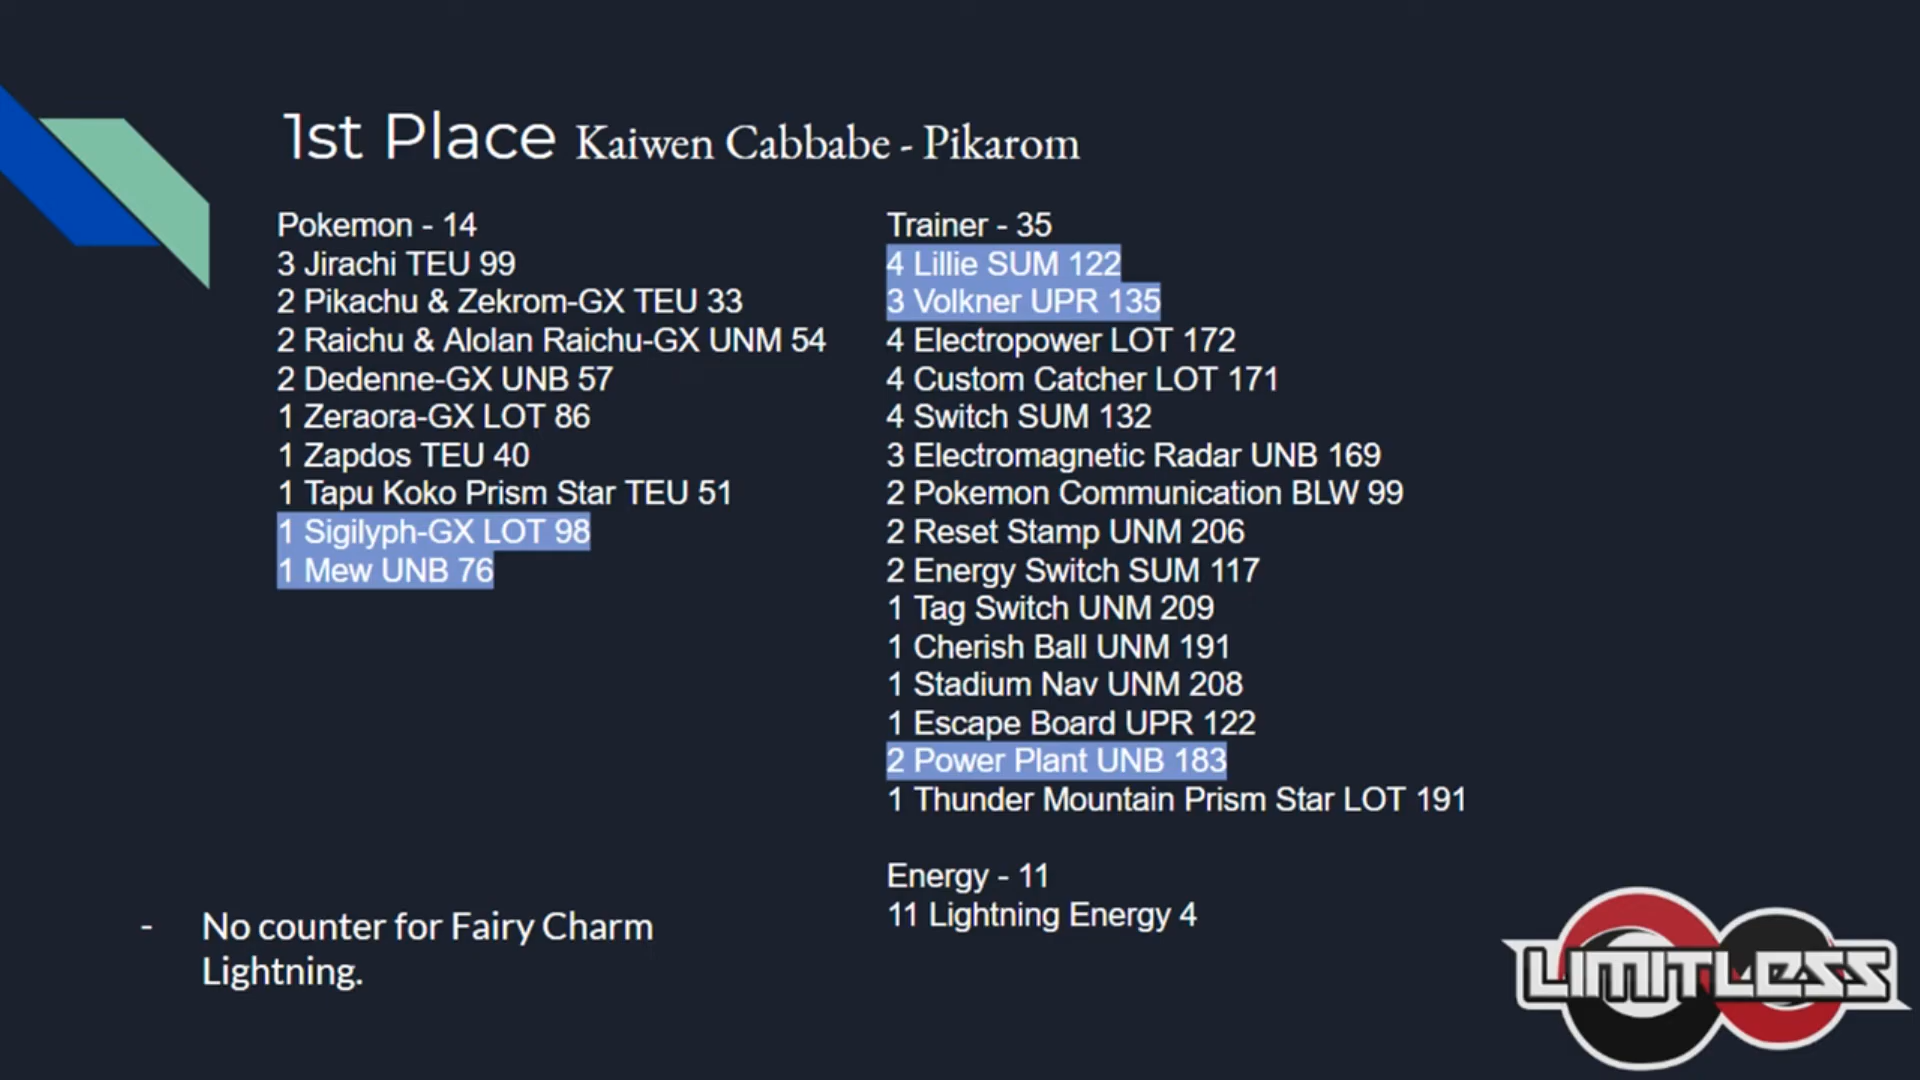 1st Place Kaiwen Cabbabe - Pikarom
Pokemon - 14
3 Jirachi TEU 99
2 Pikachu & Zekrom-GX TEU 33
2 Raichu & Alolan Raichu-GX UNM 54
2 Dedenne-GX UNB 57
1 Zeraora-GX LOT 86
1 Zapdos TEU 40
1 Tapu Koko Prism Star TEU 51
1 Sigilyph-GX LOT 98
1 Mew UNB 76
Trainer - 35
4 Lillie SUM 122
3 Volkner UPR 135
4 Electropower LOT 172
4 Custom Catcher LOT 171
4 Switch SUM 132
3 Electromagnetic Radar UNB 169
2 Pokemon Communication BLW 99
2 Reset Stamp UNM 206
2 Energy Switch SUM 117
1 Tag Switch UNM 209
1 Cherish Ball UNM 191
1 Stadium Nav UNM 208
1 Escape Board UPR 122
2 Power Plant UNB 183
1 Thunder Mountain Prism Star LOT 191
Energy - 11
11 Lightning Energy 4
- No counter for Fairy Charm
Lightning.
LIMITLESS